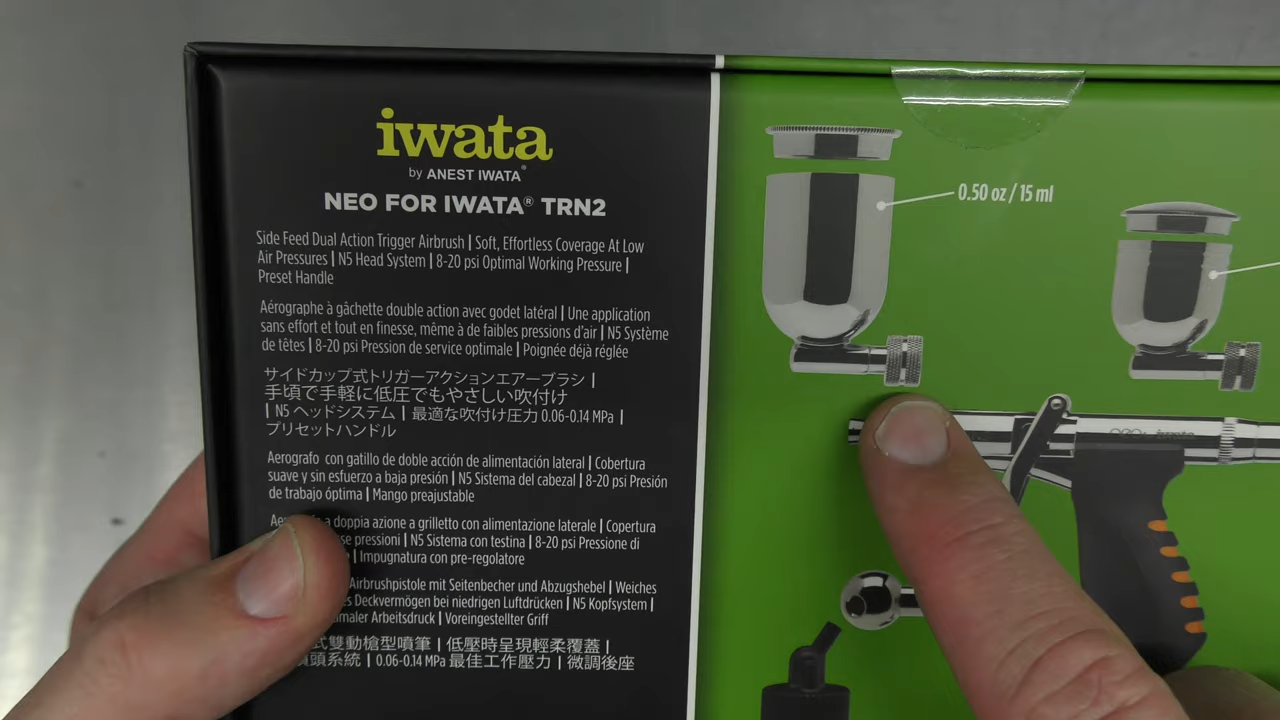 iwata
by ANEST IWATA®
NEO FOR IWATA® TRN2
Side Feed Dual Action Trigger Airbrush | Soft, Effortless Coverage At Low
Air Pressures | N5 Head System | 8-20 psi Optimal Working Pressure |
Preset Handle
Aérographe à gâchette double action avec godet latéral | Une application
sans effort et tout en finesse, même à de faibles pressions d'air | N5 Système
de têtes | 8-20 psi Pression de service optimale | Poignée déjà réglée
サイドカップ式トリガーアクションエアーブラシ |
手頃で手軽に低圧でもやさしい吹付け
| N5 ヘッドシステム | 最適な吹付け圧力 0.06-0.14 MPa |
プリセットハンドル
Aerografo con gatillo de doble acción de alimentación lateral | Cobertura
suave y sin esfuerzo a baja presión | N5 Sistema del cabezal | 8-20 psi Presión
de trabajo óptima | Mango preajustable
a doppia azione a grilletto con alimentazione laterale | Copertura
pressioni | N5 Sistema con testina | 8-20 psi Pressione di
| Impugnatura con pre-regolatore
Airbrushpistole mit Seitenbecher und Abzugshebel | Weiches
Deckvermögen bei niedrigen Luftdrücken | N5 Kopfsystem |
Arbeitsdruck | Voreingestellter Griff
式雙動槍型噴筆 | 低壓時呈現輕柔覆蓋 |
頭系統 | 0.06-0.14 MPa 最佳工作壓力 | 微調後座
0.50 oz / 15 ml